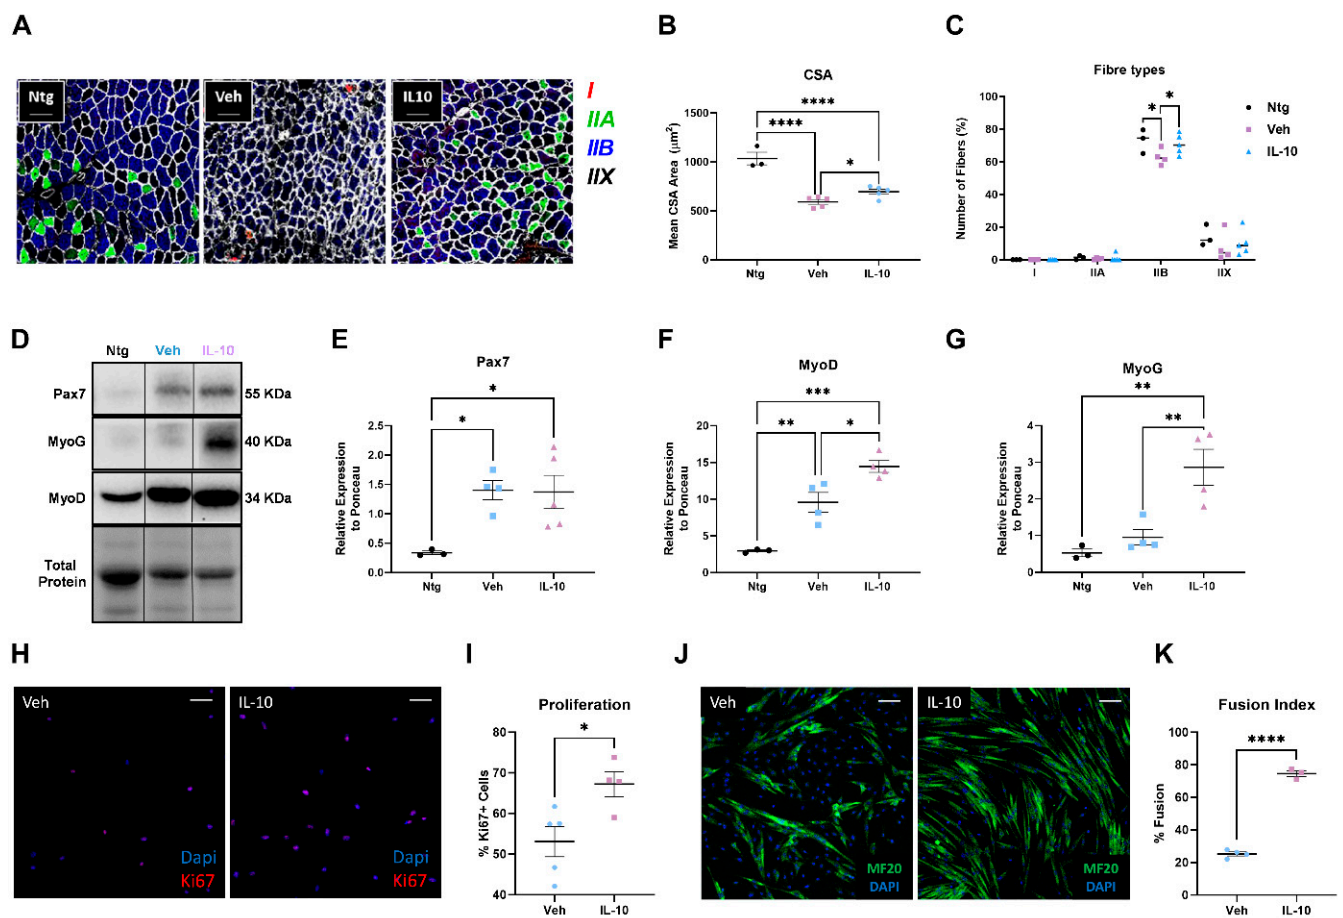 A
Ntg
Veh
IL10
I
IIA
IIB
IIX
B
CSA
****
****
*
Mean CSA Area (µm²)
1500
1000
500
0
Ntg
Veh
IL-10
C
Fibre types
*
*
Number of Fibers (%)
100
80
60
40
20
0
I
IIA
IIB
IIX
Ntg
Veh
IL-10
D
Ntg
Veh
IL-10
Pax7
55 KDa
MyoG
40 KDa
MyoD
34 KDa
Total
Protein
E
Pax7
*
*
Relative Expression
to Ponceau
2.5
2.0
1.5
1.0
0.5
0.0
Ntg
Veh
IL-10
F
MyoD
***
**
*
Relative Expression
to Ponceau
20
15
10
5
0
Ntg
Veh
IL-10
G
MyoG
**
**
Relative Expression
to Ponceau
4
3
2
1
0
Ntg
Veh
IL-10
H
Veh
Dapi
Ki67
IL-10
Dapi
Ki67
I
Proliferation
*
% Ki67+ Cells
80
70
60
50
40
Veh
IL-10
J
Veh
MF20
DAPI
IL-10
MF20
DAPI
K
Fusion Index
****
% Fusion
100
80
60
40
20
0
Veh
IL-10